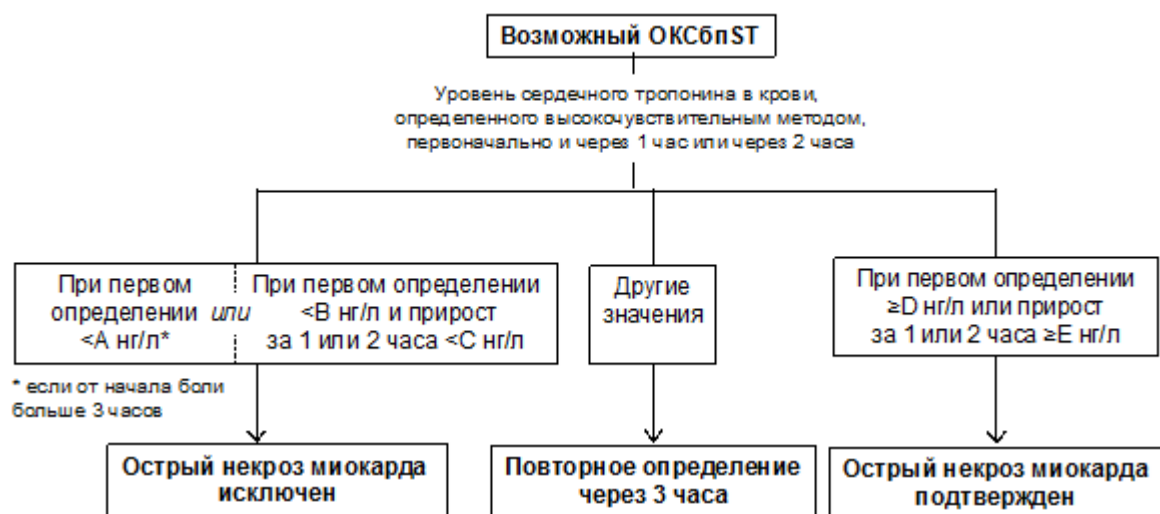 Возможный ОКСбпST
Уровень сердечного тропонина в крови,
определенного высокочувствительным методом,
первоначально и через 1 час или через 2 часа
При первом
определении или
<A нг/л*
При первом определении
<B нг/л и прирост
за 1 или 2 часа <C нг/л
Другие
значения
При первом определении
≥D нг/л или прирост
за 1 или 2 часа ≥E нг/л
* если от начала боли
больше 3 часов
Острый некроз миокарда
исключен
Повторное определение
через 3 часа
Острый некроз миокарда
подтвержден